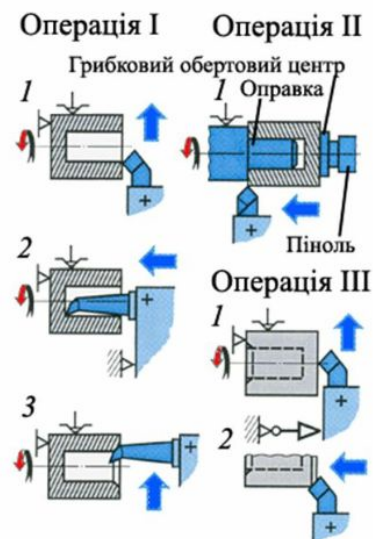 Операція I
Операція II
Грибковий обертовий центр
Оправка
1
1
Піноль
2
Операція III
1
3
2